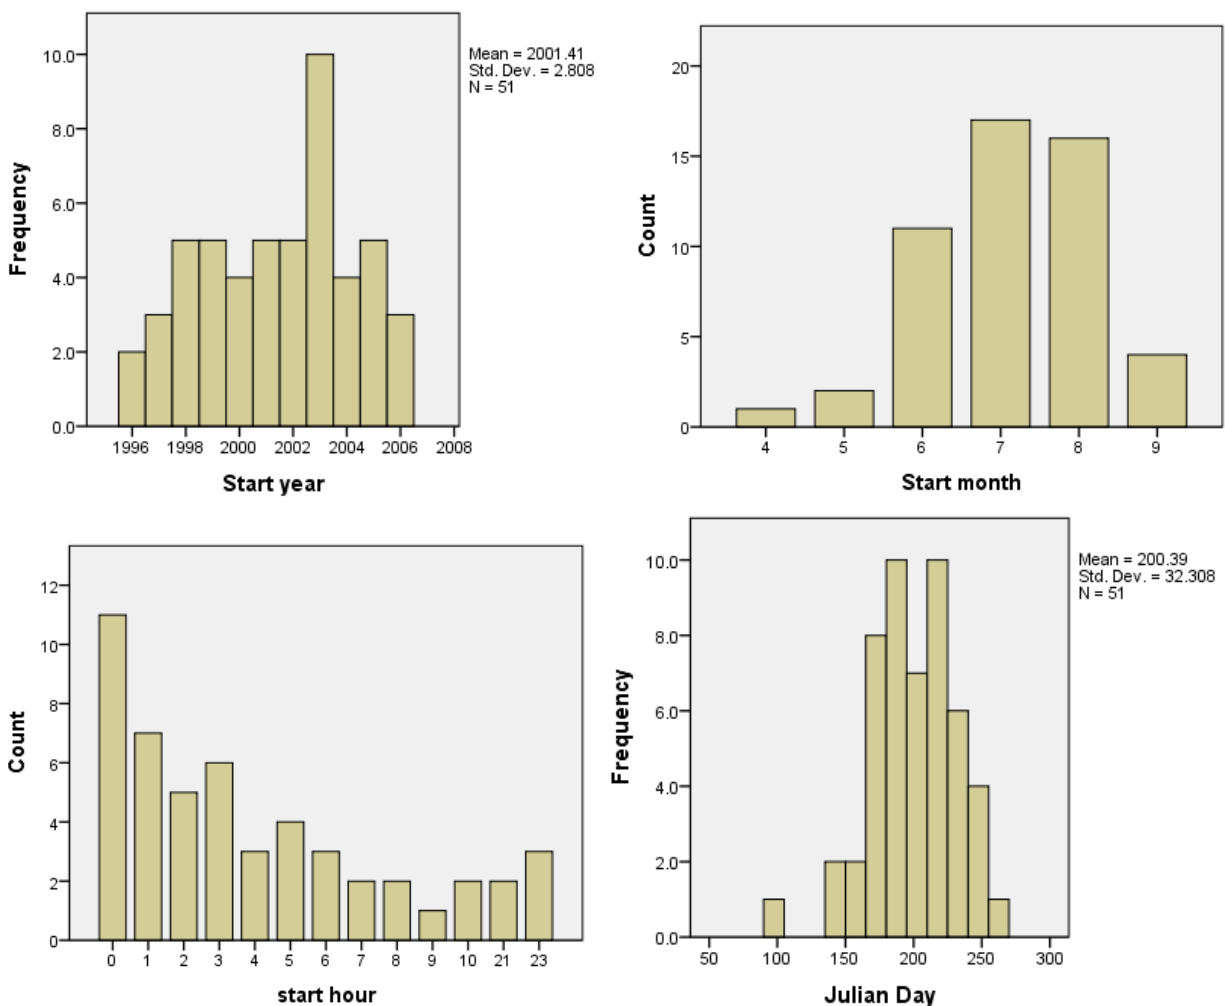 10.0
8.0
6.0
4.0
2.0
0.0
Frequency
1996 1998 2000 2002 2004 2006 2008
Start year
Mean = 2001.41
Std. Dev. = 2.808
N = 51
20
15
10
5
0
Count
4 5 6 7 8 9
Start month
12
10
8
6
4
2
0
Count
0 1 2 3 4 5 6 7 8 9 10 21 23
start hour
10.0
8.0
6.0
4.0
2.0
0.0
Frequency
50 100 150 200 250 300
Julian Day
Mean = 200.39
Std. Dev. = 32.308
N = 51